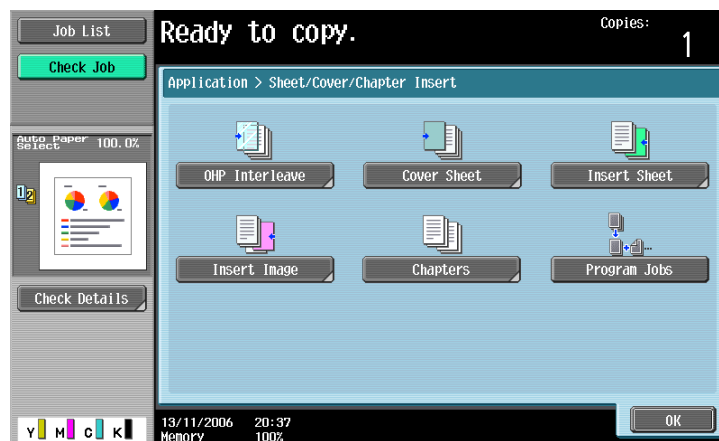 Job List
Check Job
Ready to copy.
Copies:
1
Application > Sheet/Cover/Chapter Insert
Auto Paper
Select
100.0%
1 2
OHP Interleave
Cover Sheet
Insert Sheet
Insert Image
Chapters
Program Jobs
Check Details
Y M C K
13/11/2006 20:37
Memory 100%
OK